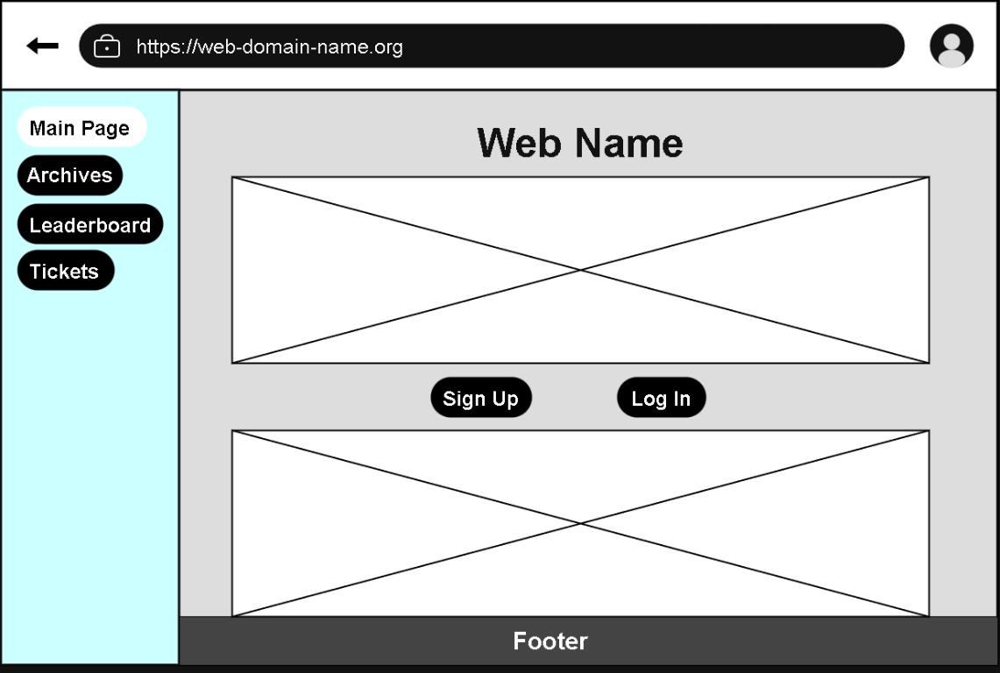 https://web-domain-name.org
Main Page
Archives
Leaderboard
Tickets
Web Name
Sign Up
Log In
Footer